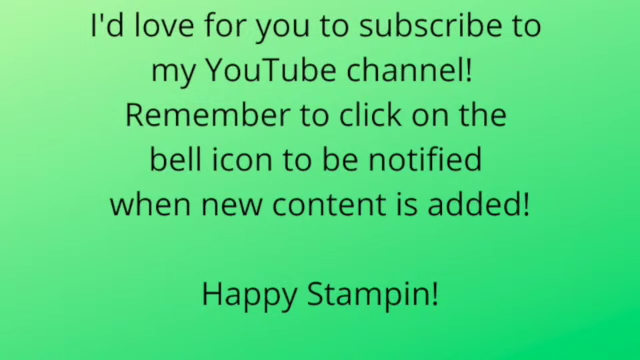 I'd love for you to subscribe to
my YouTube channel!
Remember to click on the
bell icon to be notified
when new content is added!
Happy Stampin!